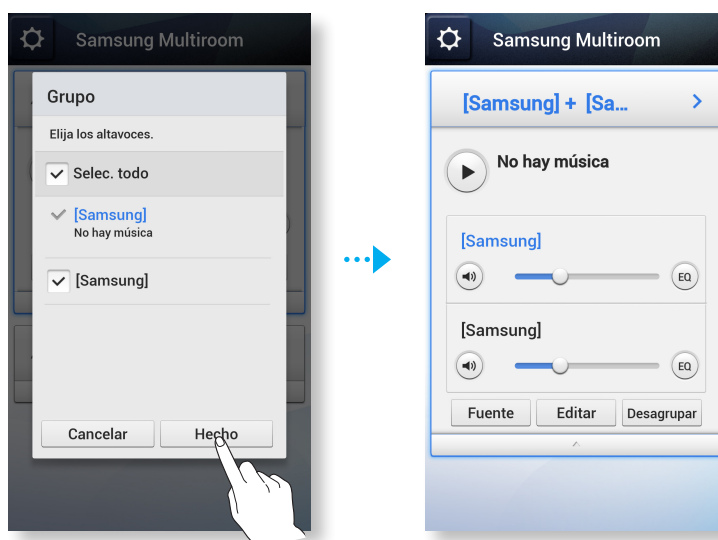 Samsung Multiroom
Grupo
Elija los altavoces.
Selec. todo
[Samsung]
No hay música
[Samsung]
Cancelar
Hecho
Samsung Multiroom
[Samsung] + [Sa...
No hay música
[Samsung]
EQ
[Samsung]
EQ
Fuente
Editar
Desagrupar